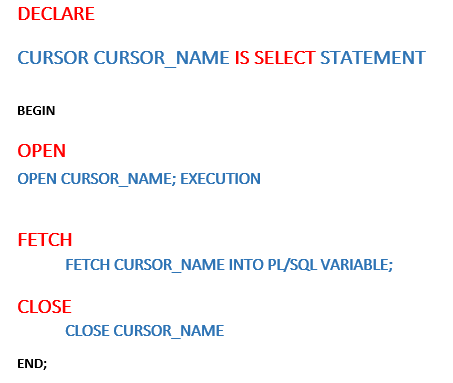 DECLARE
CURSOR CURSOR_NAME IS SELECT STATEMENT
BEGIN
OPEN
OPEN CURSOR_NAME; EXECUTION
FETCH
FETCH CURSOR_NAME INTO PL/SQL VARIABLE;
CLOSE
CLOSE CURSOR_NAME
END;